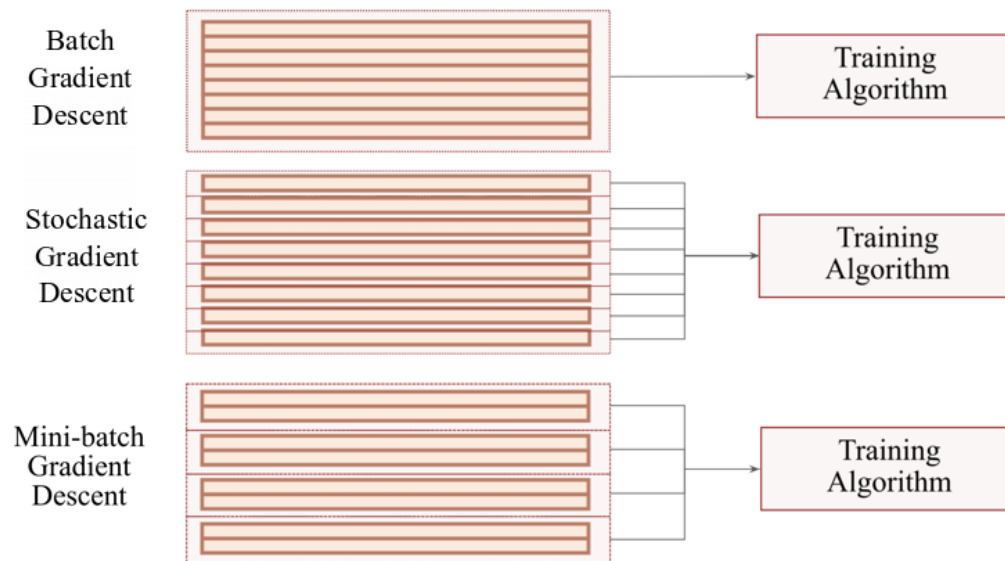 Batch
Gradient
Descent
Training
Algorithm
Stochastic
Gradient
Descent
Training
Algorithm
Mini-batch
Gradient
Descent
Training
Algorithm